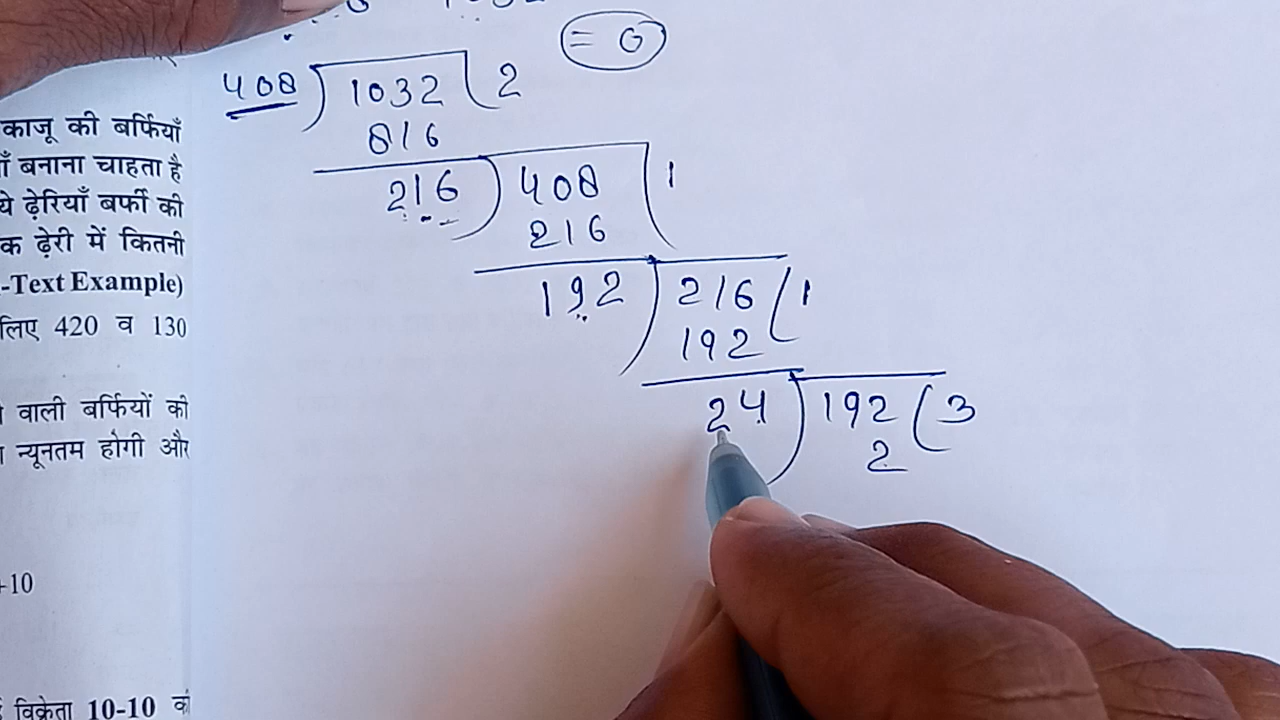 = 0
408 ) 1032 ( 2
816
216 ) 408 ( 1
216
192 ) 216 ( 1
192
24 ) 192 ( 3
2
काजू की बर्फियाँ
बनाना चाहता है
ये ढ़ेरियाँ बर्फी की
क ढ़ेरी में कितनी
-Text Example)
लिए 420 व 130
वाली बर्फियों की
न्यूनतम होगी और
+10
विक्रेता 10-10